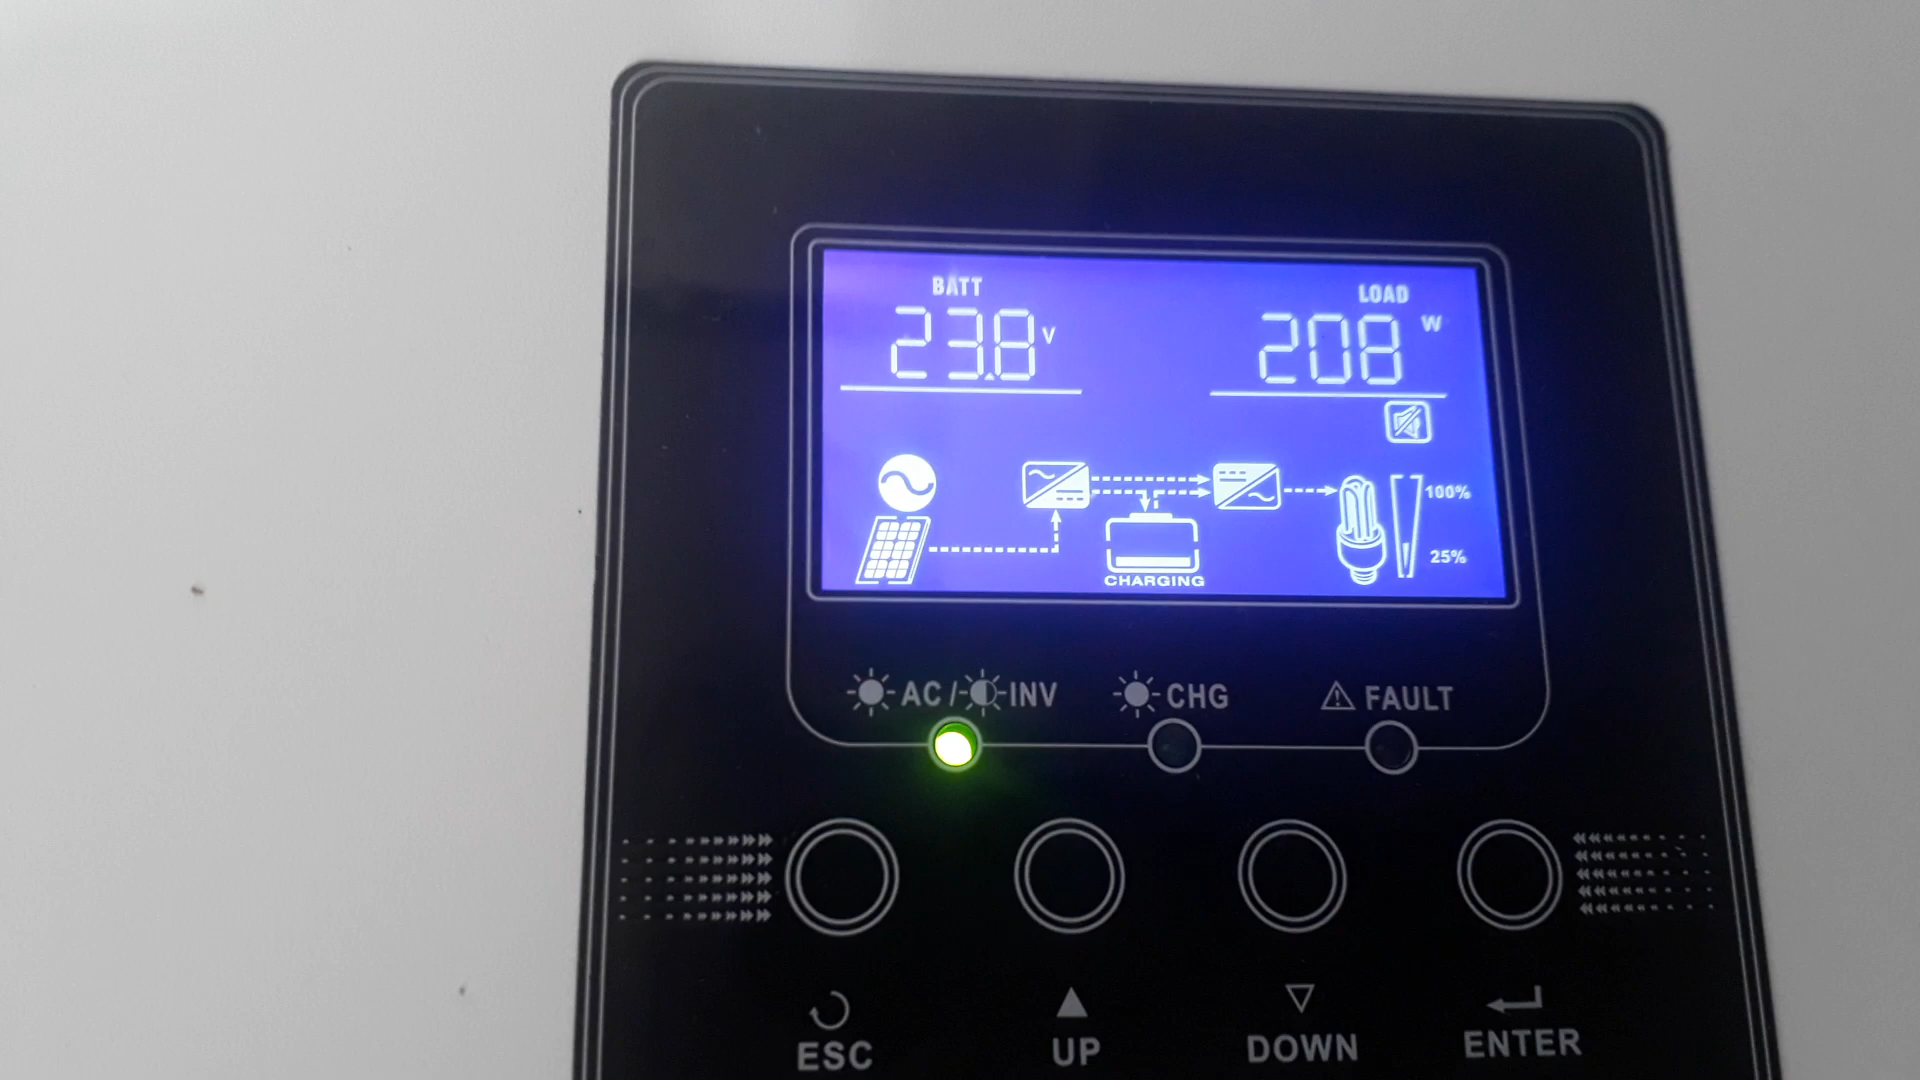 BATT LOAD
23.8 V 208 W
100%
25%
CHARGING
AC / INV CHG FAULT
ESC UP DOWN ENTER